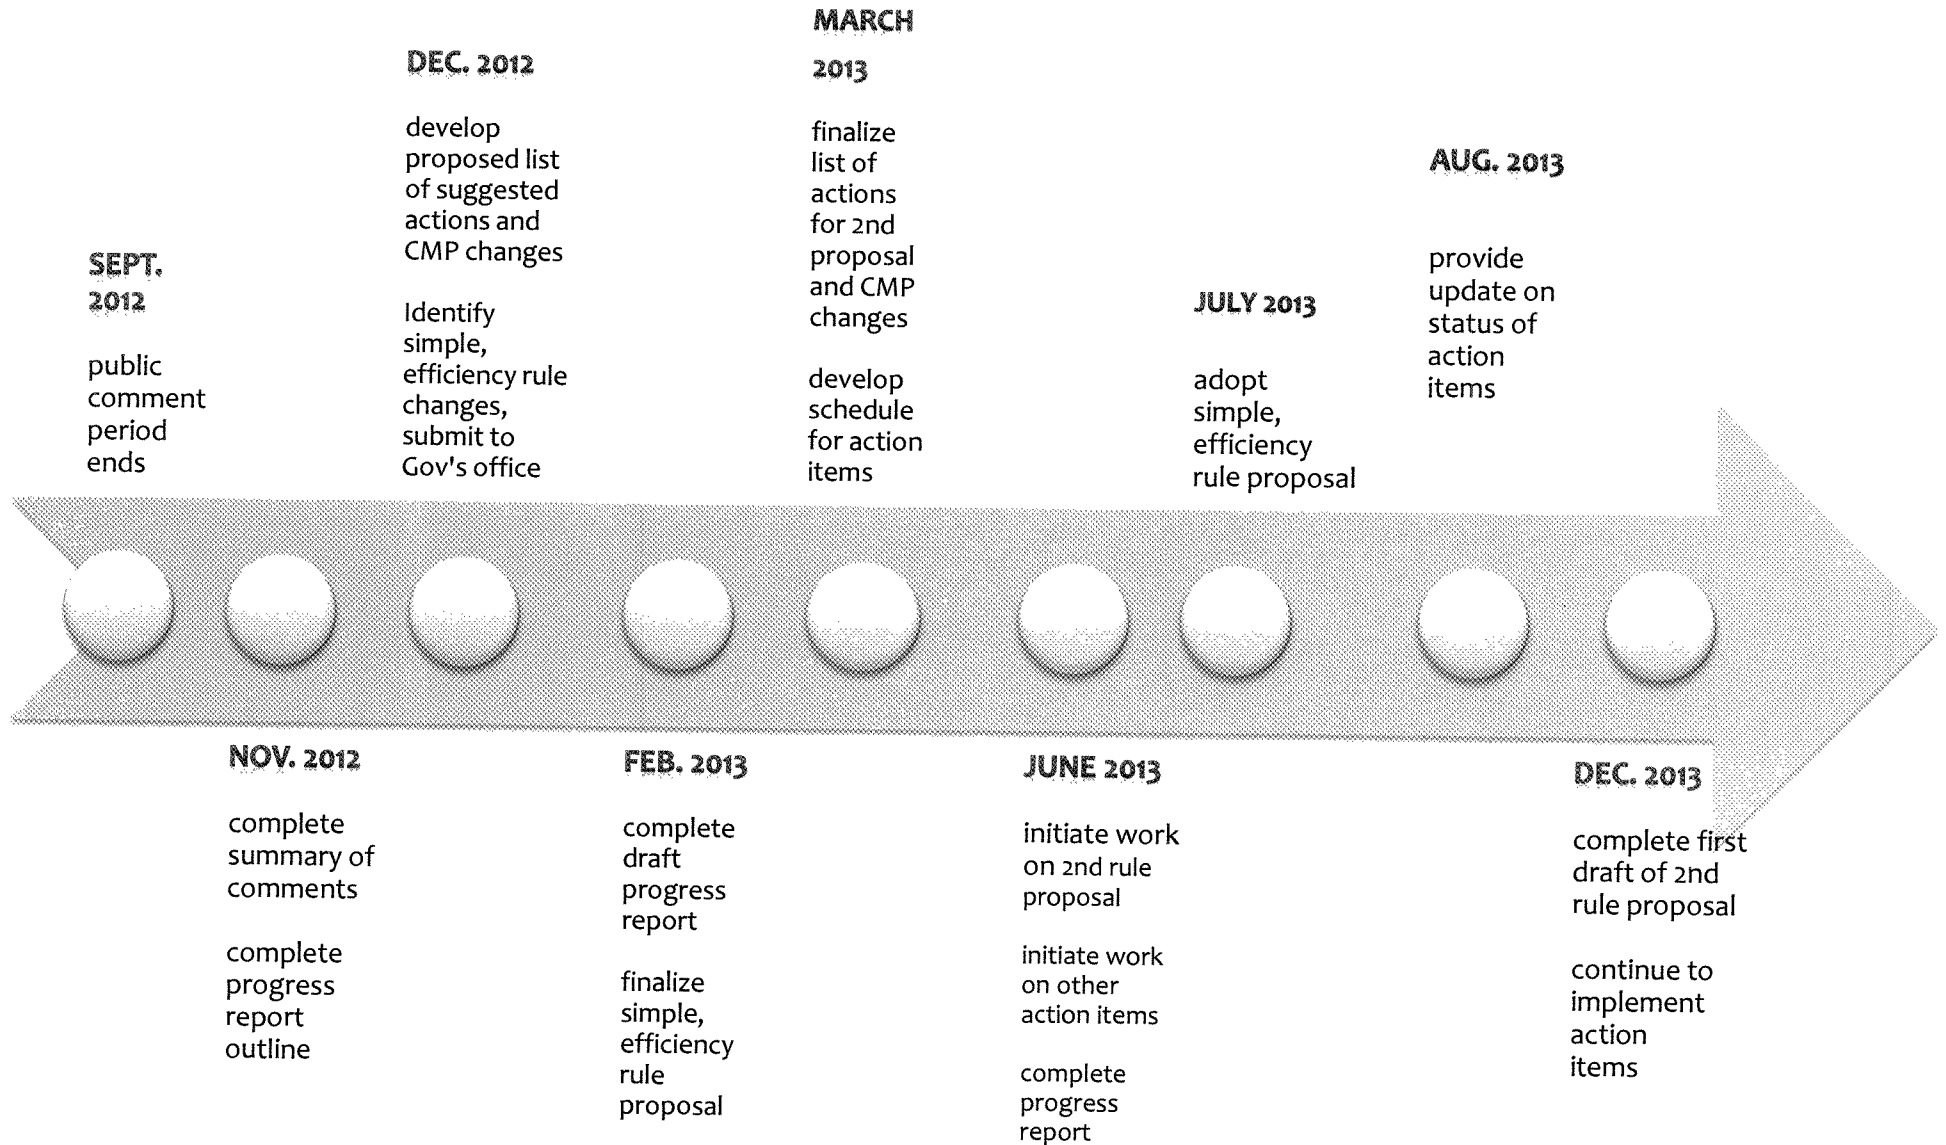 SEPT.
2012
public
comment
period
ends
NOV. 2012
complete
summary of
comments
complete
progress
report
outline
DEC. 2012
develop
proposed list
of suggested
actions and
CMP changes
Identify
simple,
efficiency rule
changes,
submit to
Gov's office
FEB. 2013
complete
draft
progress
report
finalize
simple,
efficiency
rule
proposal
MARCH
2013
finalize
list of
actions
for 2nd
proposal
and CMP
changes
develop
schedule
for action
items
JUNE 2013
initiate work
on 2nd rule
proposal
initiate work
on other
action items
complete
progress
report
JULY 2013
adopt
simple,
efficiency
rule proposal
AUG. 2013
provide
update on
status of
action
items
DEC. 2013
complete first
draft of 2nd
rule proposal
continue to
implement
action
items